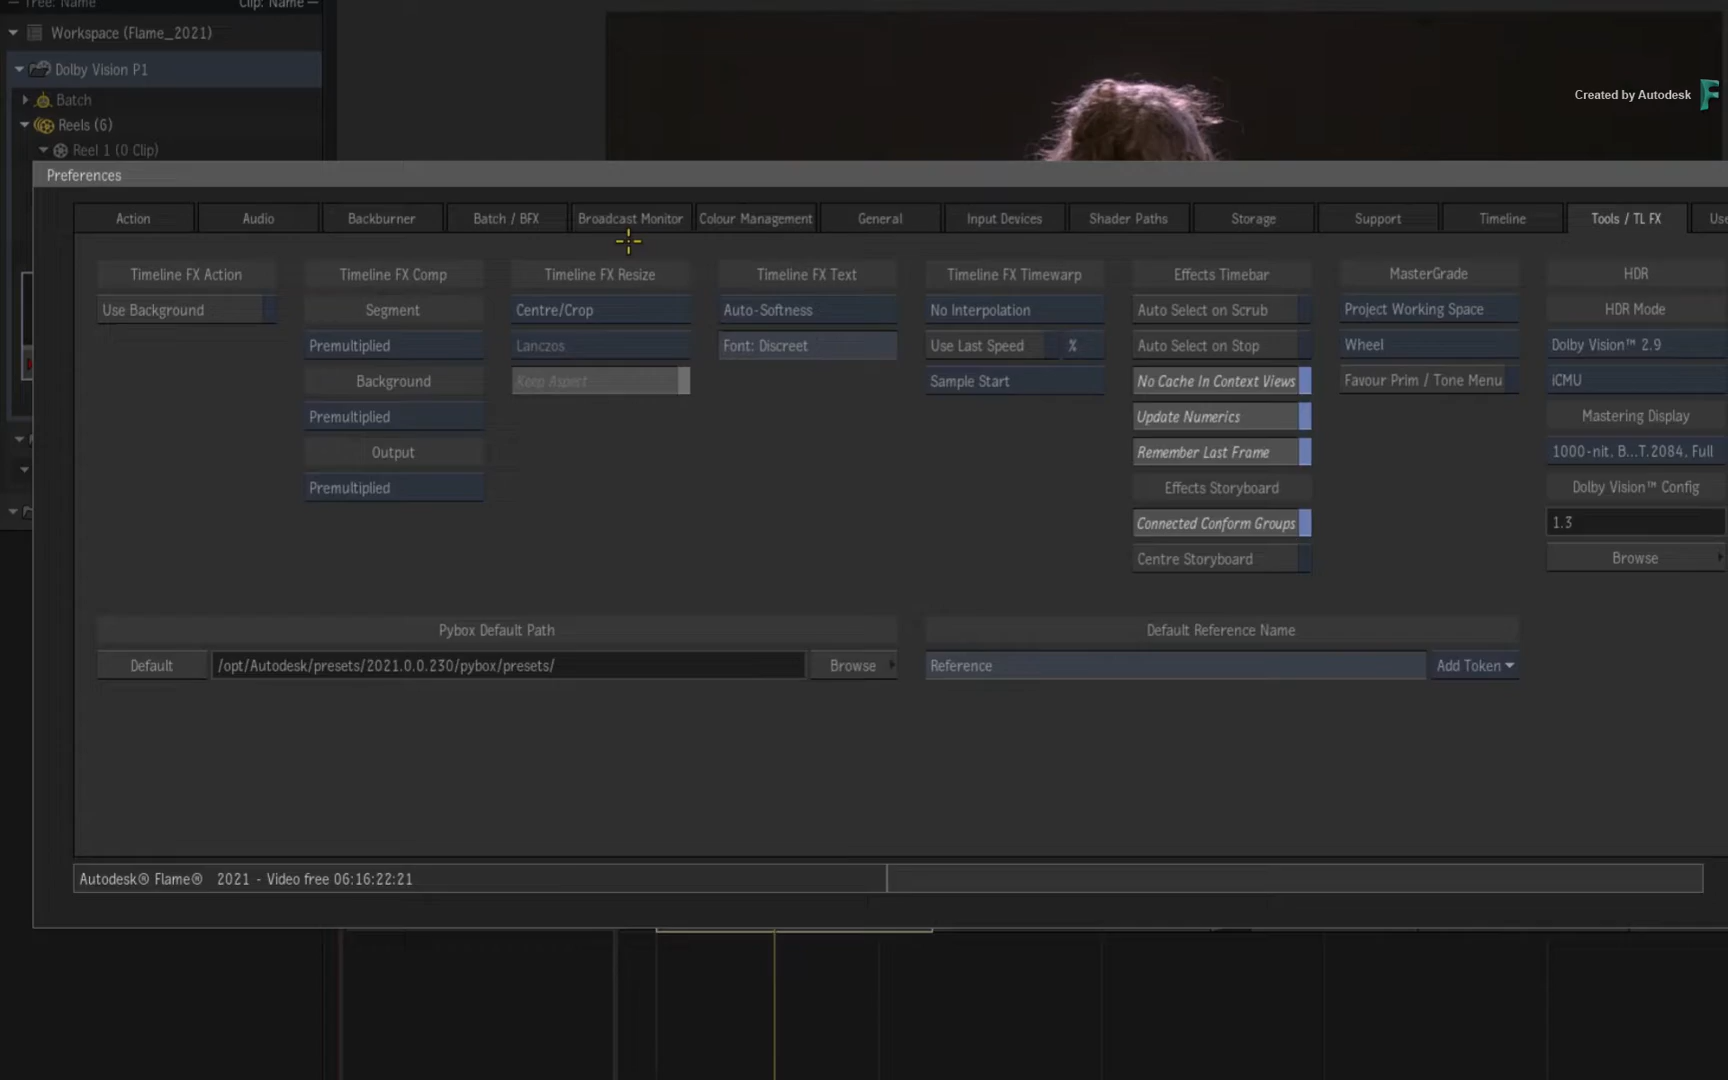 Tree: Name
Clip: Name
Workspace (Flame_2021)
Dolby Vision P1
Batch
Reels (6)
Reel 1 (0 Clip)
Created by Autodesk
Preferences
Action
Audio
Backburner
Batch / BFX
Broadcast Monitor
Colour Management
General
Input Devices
Shader Paths
Storage
Support
Timeline
Tools / TL FX
Timeline FX Action
Use Background
Timeline FX Comp
Segment
Premultiplied
Background
Premultiplied
Output
Premultiplied
Timeline FX Resize
Centre/Crop
Lanczos
Keep Aspect
Timeline FX Text
Auto-Softness
Font: Discreet
Timeline FX Timewarp
No Interpolation
Use Last Speed %
Sample Start
Effects Timebar
Auto Select on Scrub
Auto Select on Stop
No Cache In Context Views
Update Numerics
Remember Last Frame
Effects Storyboard
Connected Conform Groups
Centre Storyboard
MasterGrade
Project Working Space
Wheel
Favour Prim / Tone Menu
HDR
HDR Mode
Dolby Vision™ 2.9
iCMU
Mastering Display
1000-nit, B...T.2084, Full
Dolby Vision™ Config
1.3
Browse
Pybox Default Path
Default
/opt/Autodesk/presets/2021.0.0.230/pybox/presets/
Browse
Default Reference Name
Reference
Add Token
Autodesk® Flame® 2021 - Video free 06:16:22:21